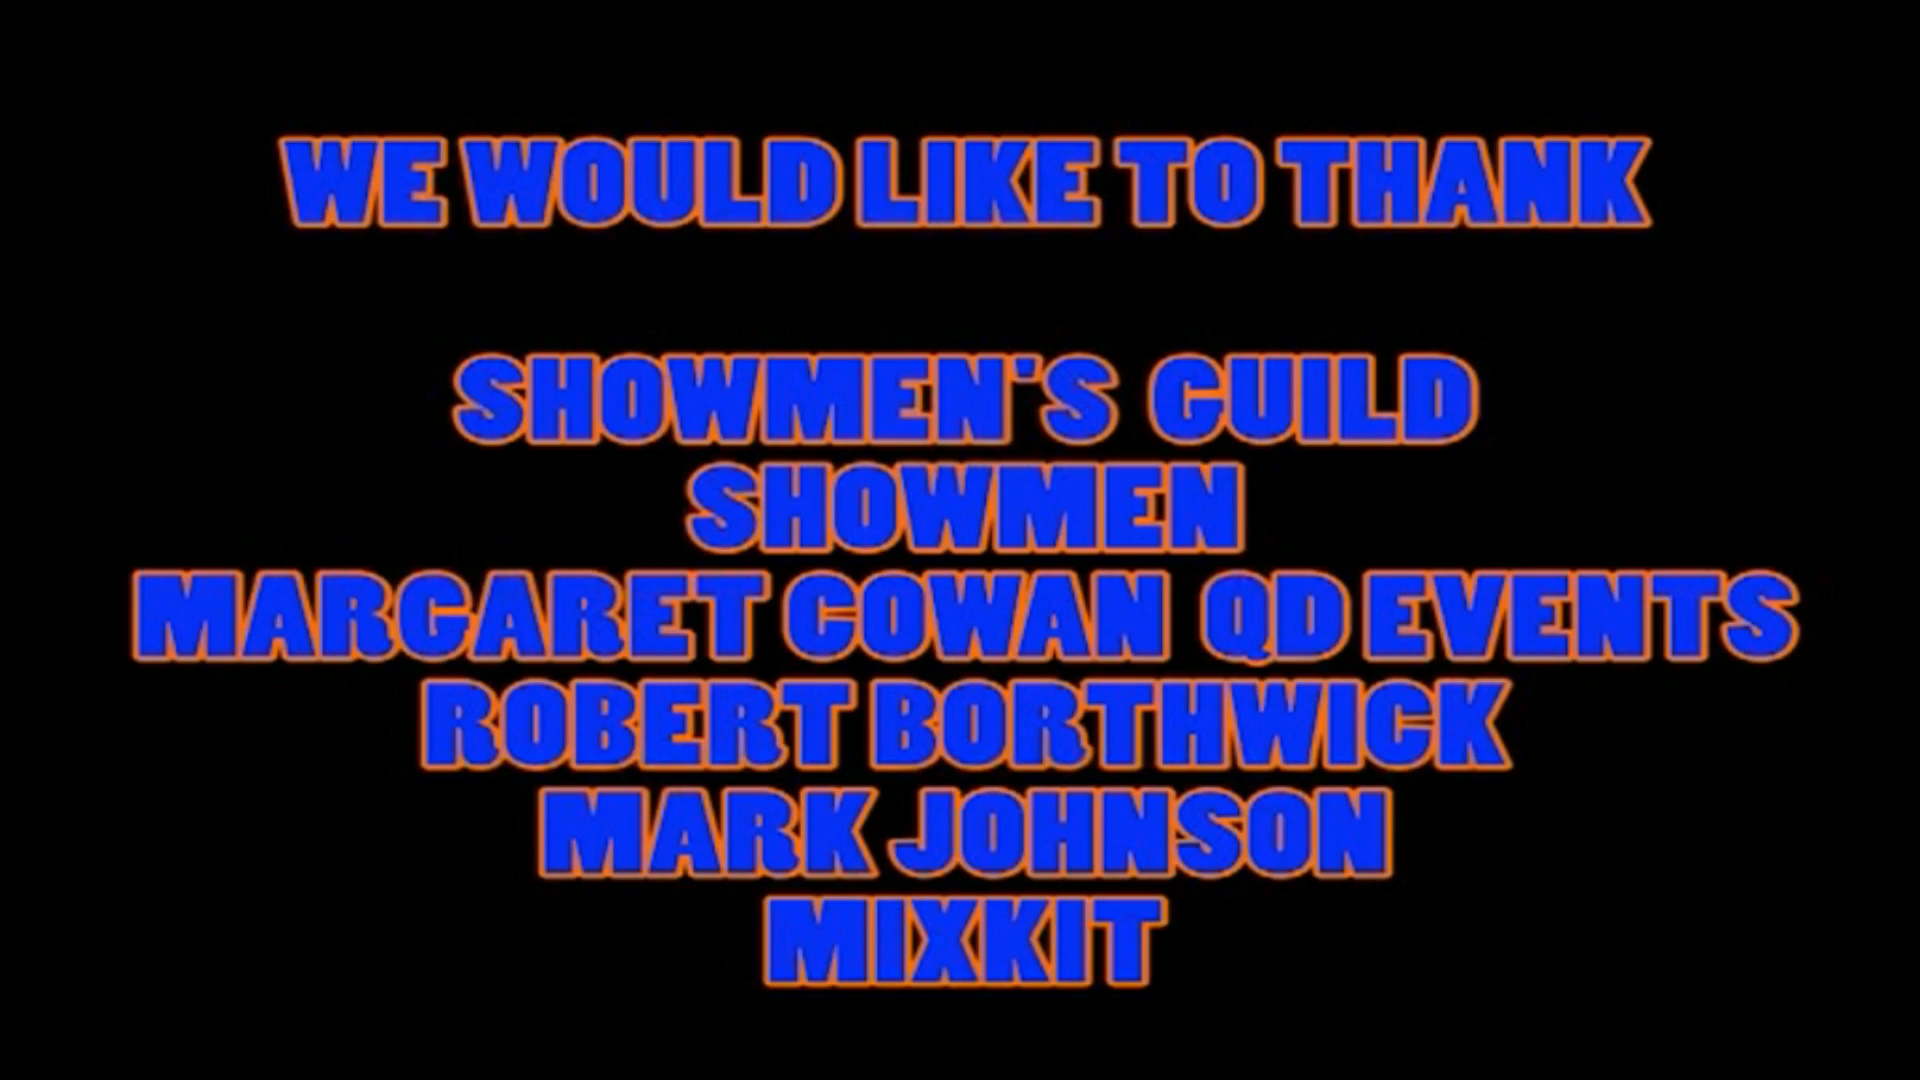 WE WOULD LIKE TO THANK
SHOWMEN'S GUILD
SHOWMEN
MARGARET COWAN QD EVENTS
ROBERT BORTHWICK
MARK JOHNSON
MIXKIT